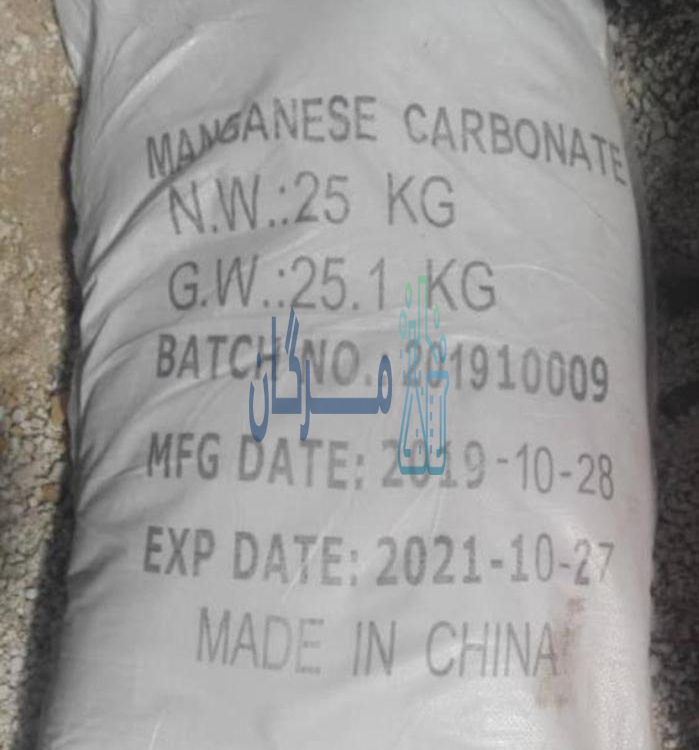 MANGANESE CARBONATE
N.W.:25 KG
G.W.:25.1 KG
BATCH NO. 201910009
مرگان
MFG DATE: 2019-10-28
EXP DATE: 2021-10-27
MADE IN CHINA